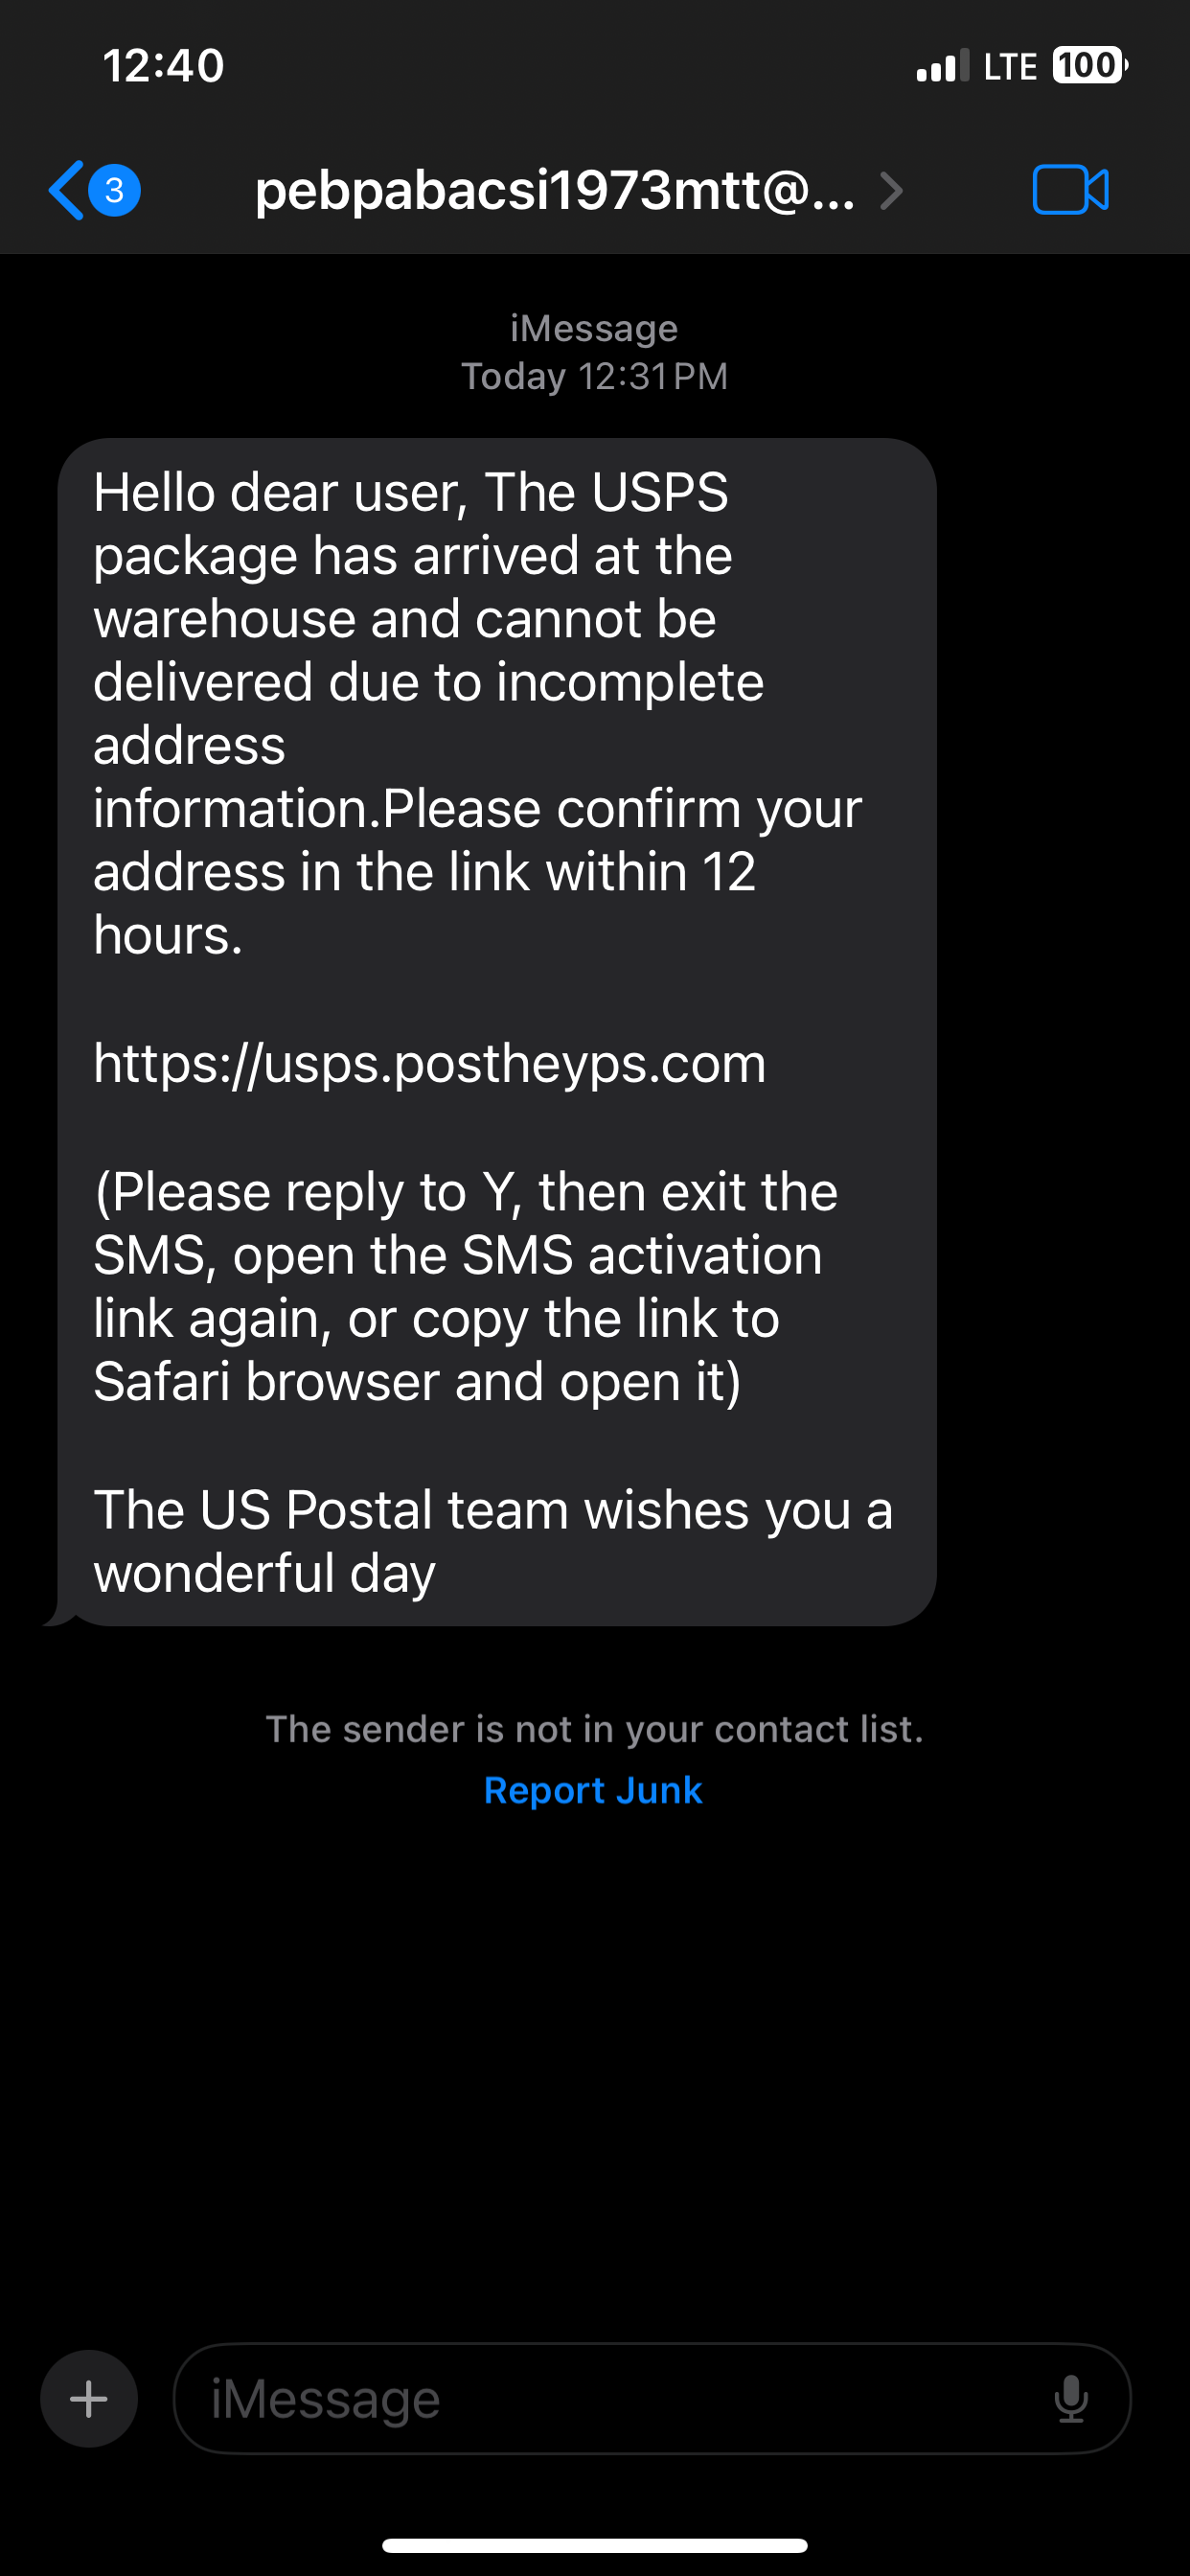 12:40
LTE 100
3
pebpabacsi1973mtt@...
iMessage
Today 12:31 PM
Hello dear user, The USPS
package has arrived at the
warehouse and cannot be
delivered due to incomplete
address
information.Please confirm your
address in the link within 12
hours.
https://usps.postheyps.com
(Please reply to Y, then exit the
SMS, open the SMS activation
link again, or copy the link to
Safari browser and open it)
The US Postal team wishes you a
wonderful day
The sender is not in your contact list.
Report Junk
iMessage